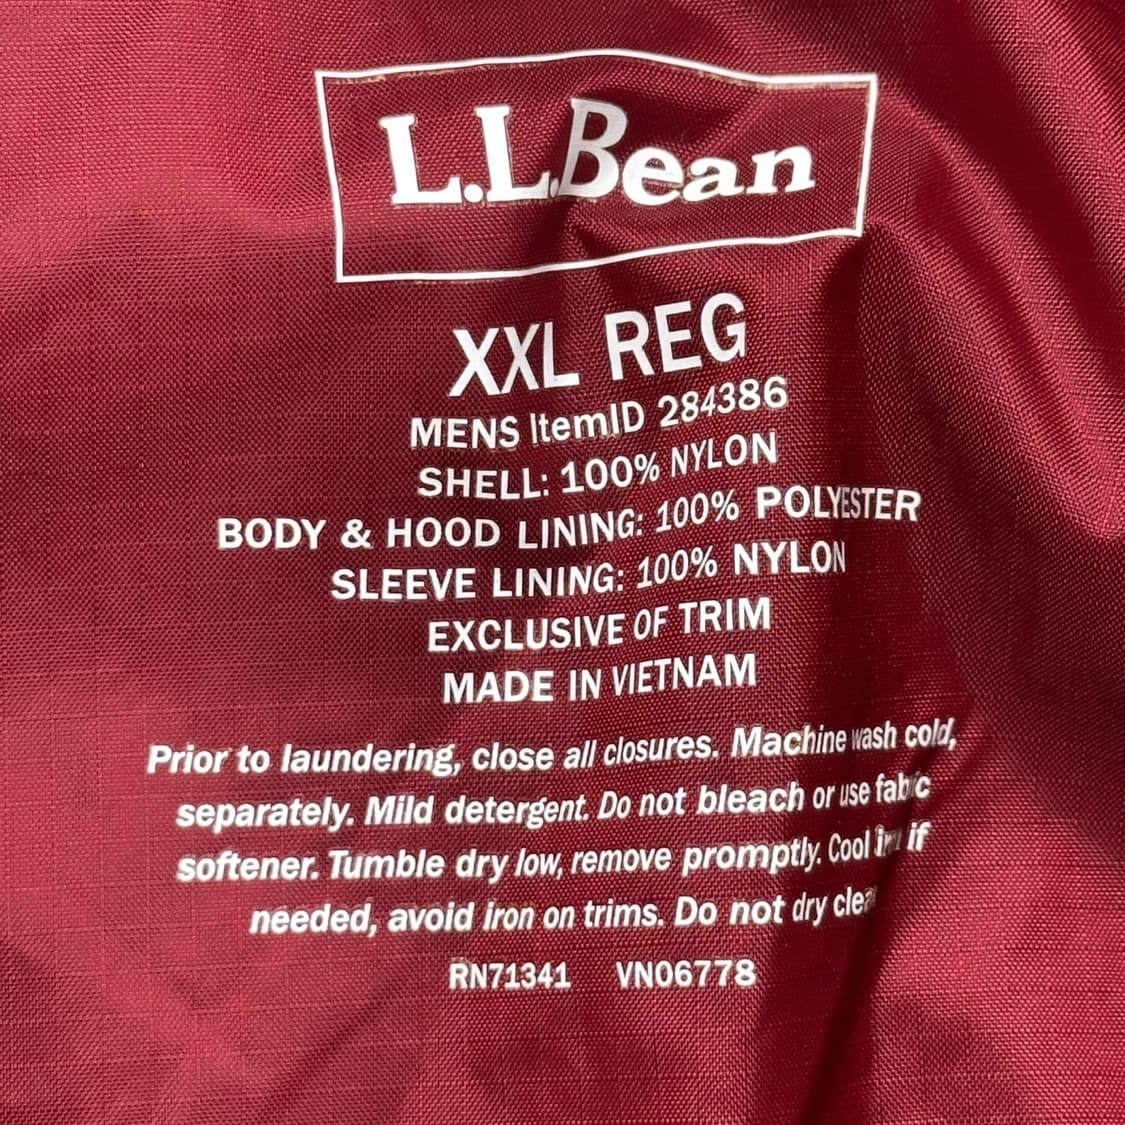 L.L.Bean
XXL REG
MENS ItemID 284386
SHELL: 100% NYLON
BODY & HOOD LINING: 100% POLYESTER
SLEEVE LINING: 100% NYLON
EXCLUSIVE OF TRIM
MADE IN VIETNAM
Prior to laundering, close all closures. Machine wash cold,
separately. Mild detergent. Do not bleach or use fabric
softener. Tumble dry low, remove promptly. Cool iron if
needed, avoid iron on trims. Do not dry clean
RN71341 VN06778